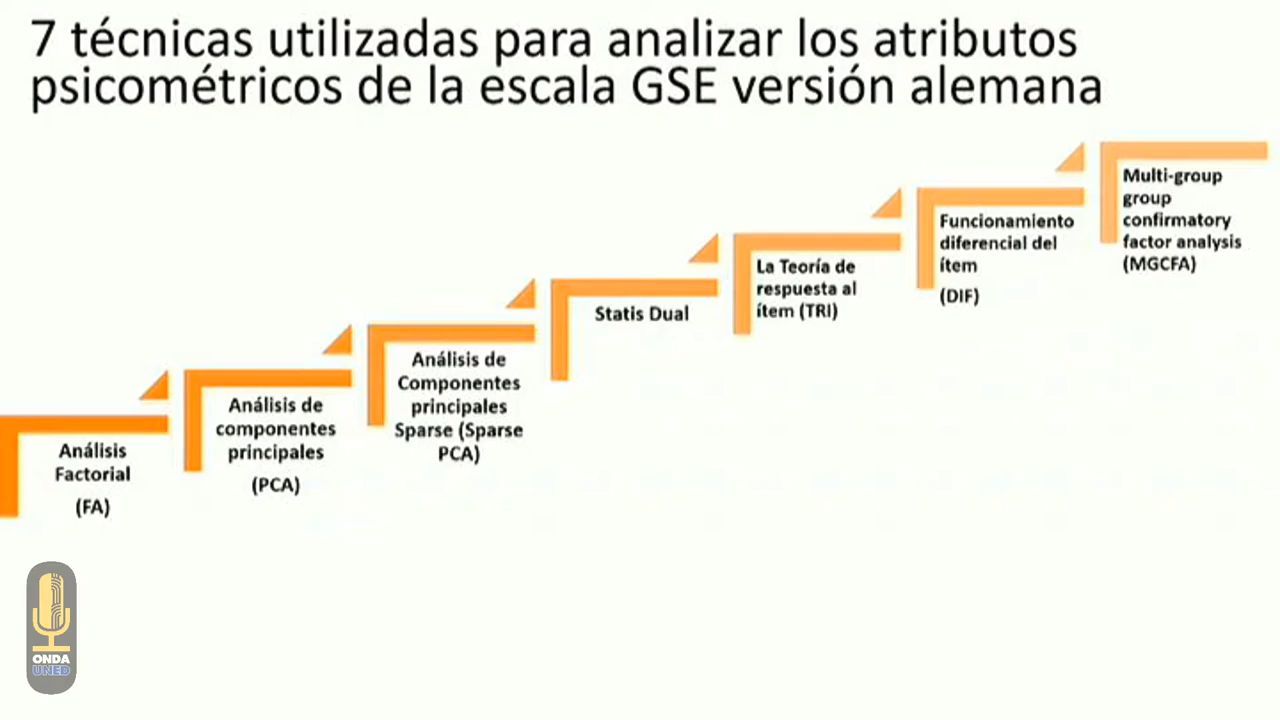 7 técnicas utilizadas para analizar los atributos
psicométricos de la escala GSE versión alemana
Análisis
Factorial
(FA)
Análisis de
componentes
principales
(PCA)
Análisis de
Componentes
principales
Sparse (Sparse
PCA)
Statis Dual
La Teoría de
respuesta al
ítem (TRI)
Funcionamiento
diferencial del
ítem
(DIF)
Multi-group
group
confirmatory
factor analysis
(MGCFA)
ONDA
UNED